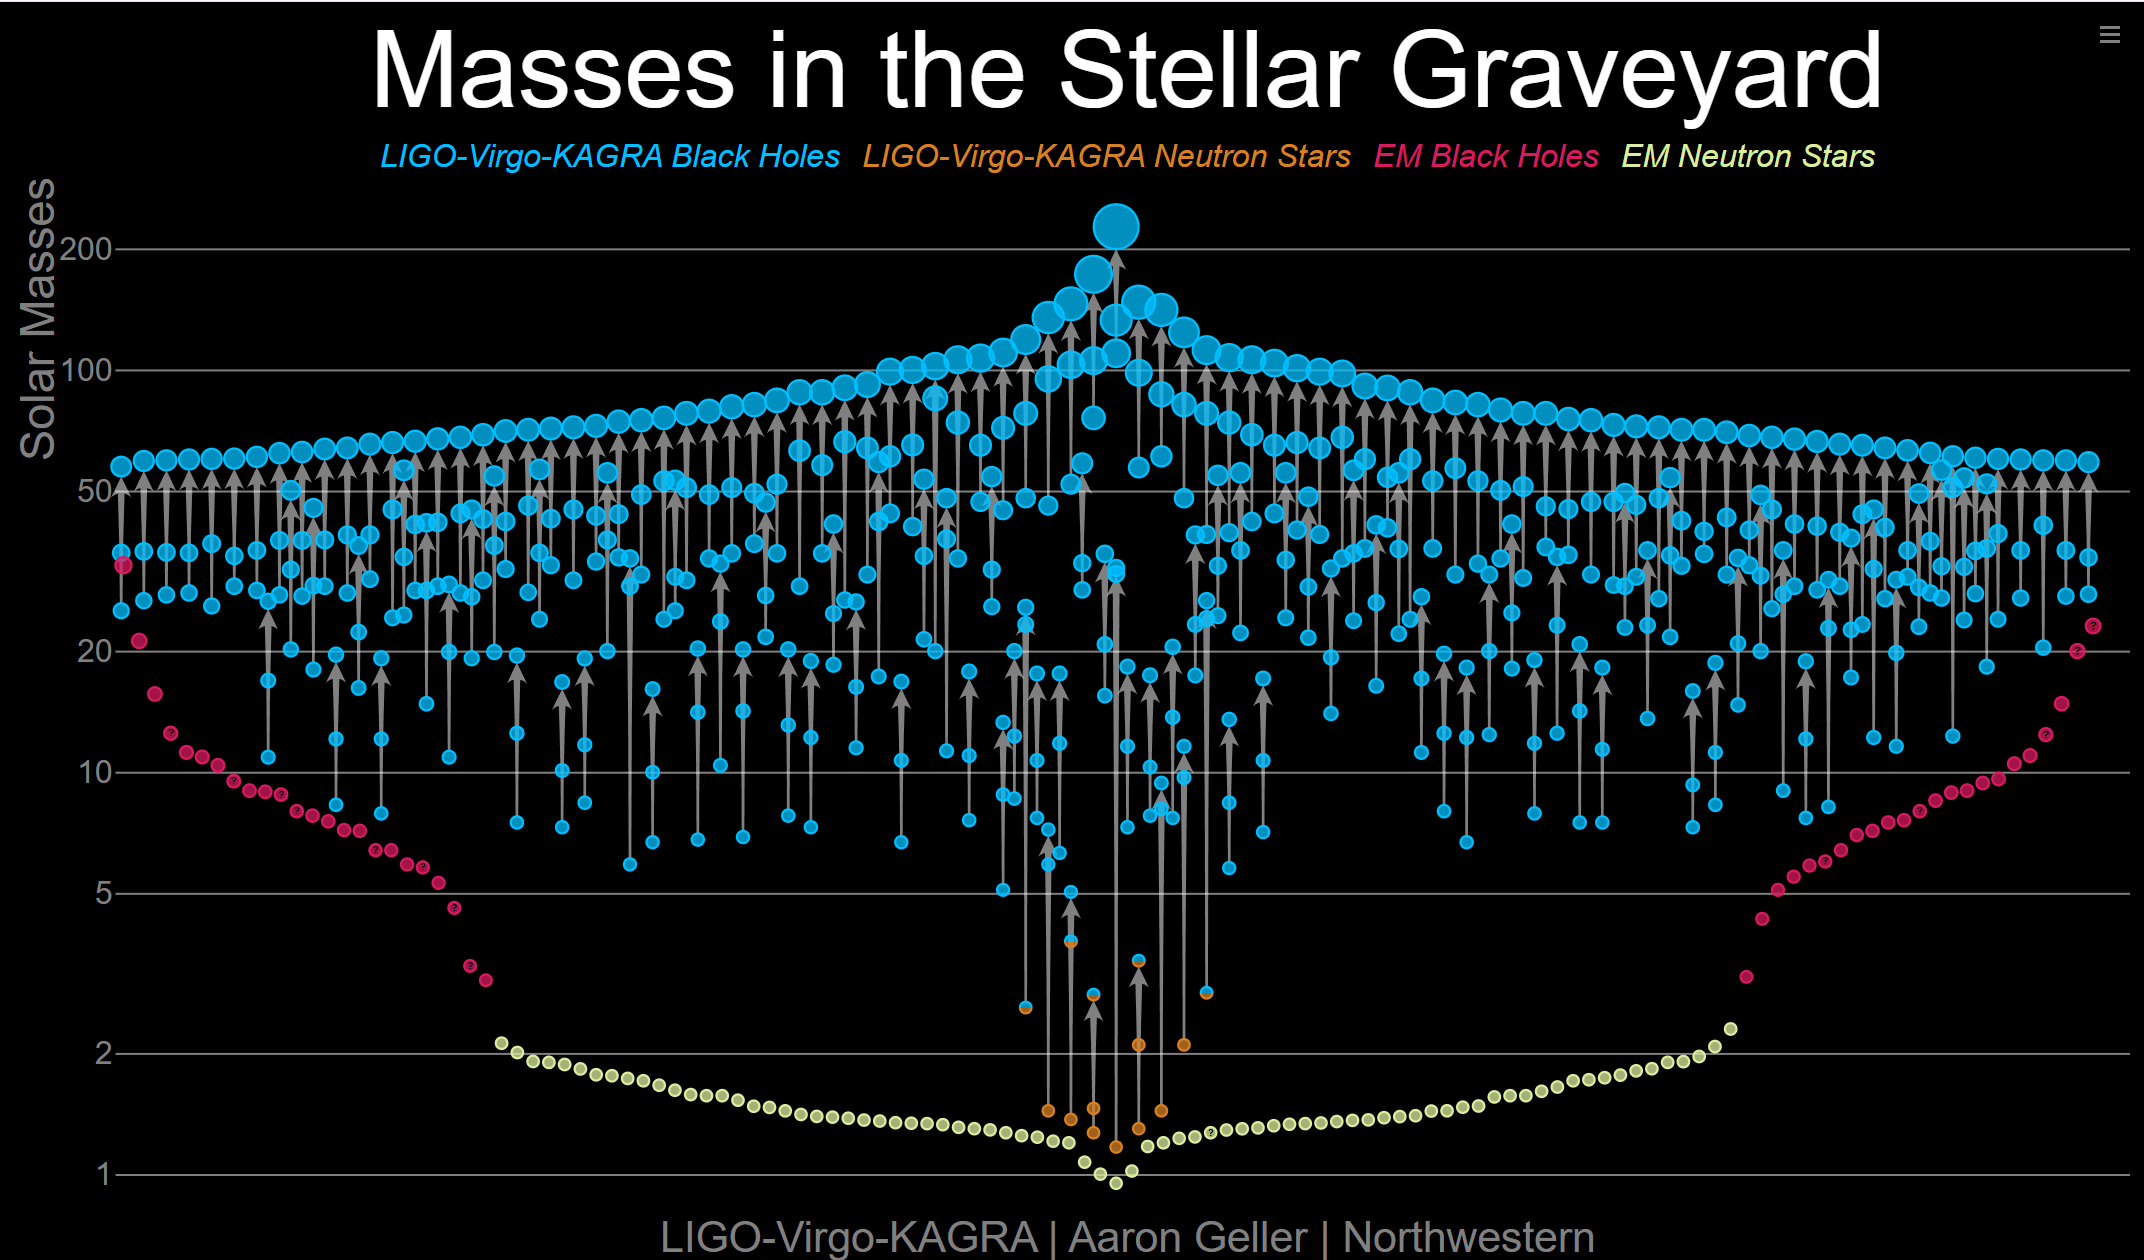 Masses in the Stellar Graveyard
LIGO-Virgo-KAGRA Black Holes LIGO-Virgo-KAGRA Neutron Stars EM Black Holes EM Neutron Stars
Solar Masses
200
100
50
20
10
5
2
1
LIGO-Virgo-KAGRA | Aaron Geller | Northwestern